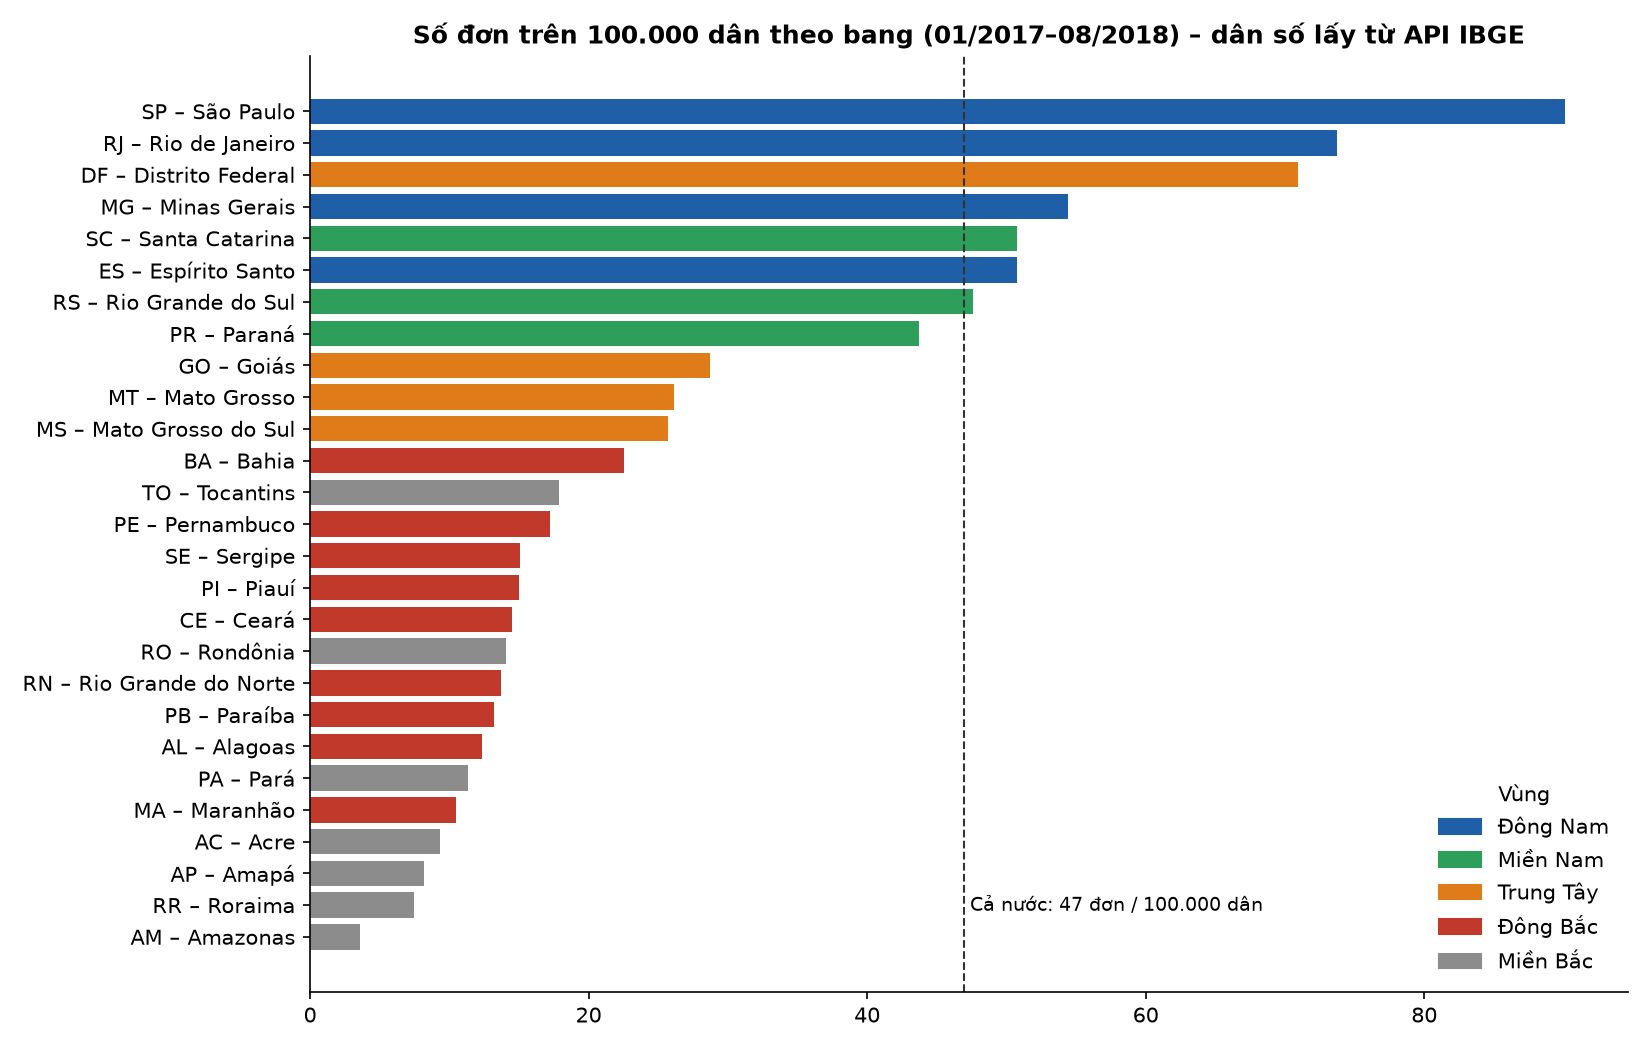 Số đơn trên 100.000 dân theo bang (01/2017–08/2018) – dân số lấy từ API IBGE
SP – São Paulo
RJ – Rio de Janeiro
DF – Distrito Federal
MG – Minas Gerais
SC – Santa Catarina
ES – Espírito Santo
RS – Rio Grande do Sul
PR – Paraná
GO – Goiás
MT – Mato Grosso
MS – Mato Grosso do Sul
BA – Bahia
TO – Tocantins
PE – Pernambuco
SE – Sergipe
PI – Piauí
CE – Ceará
RO – Rondônia
RN – Rio Grande do Norte
PB – Paraíba
AL – Alagoas
PA – Pará
MA – Maranhão
AC – Acre
AP – Amapá
RR – Roraima
AM – Amazonas
Cả nước: 47 đơn / 100.000 dân
Vùng
Đông Nam
Miền Nam
Trung Tây
Đông Bắc
Miền Bắc
0 20 40 60 80